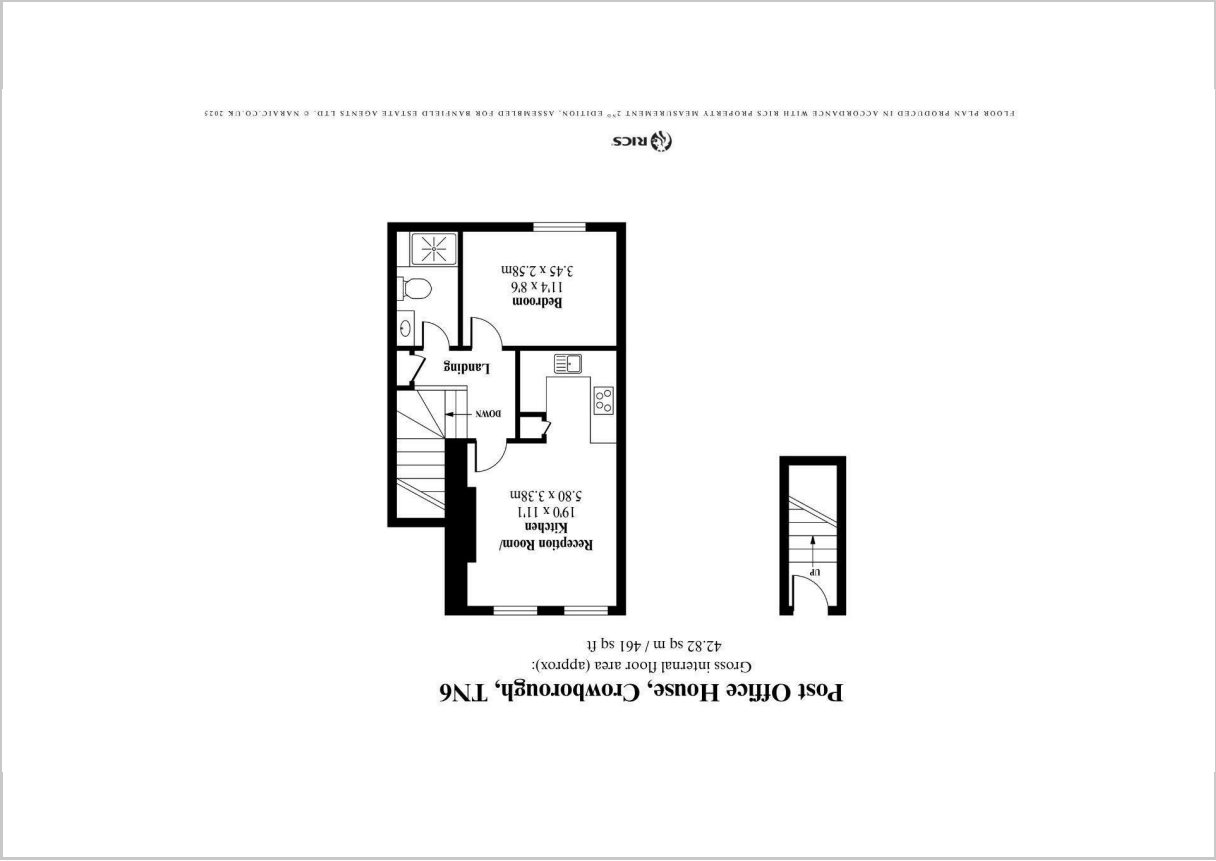 Post Office House, Crowborough, TN6
Gross internal floor area (approx):
42.82 sq m / 461 sq ft
UP
Reception Room/
Kitchen
19'0 x 11'1
5.80 x 3.38m
DOWN
Landing
Bedroom
11'4 x 8'6
3.45 x 2.58m
RICS
FLOOR PLAN PRODUCED IN ACCORDANCE WITH RICS PROPERTY MEASUREMENT 2ND EDITION, ASSEMBLED FOR BANFIELD ESTATE AGENTS LTD. © NARAIC.CO.UK 2025